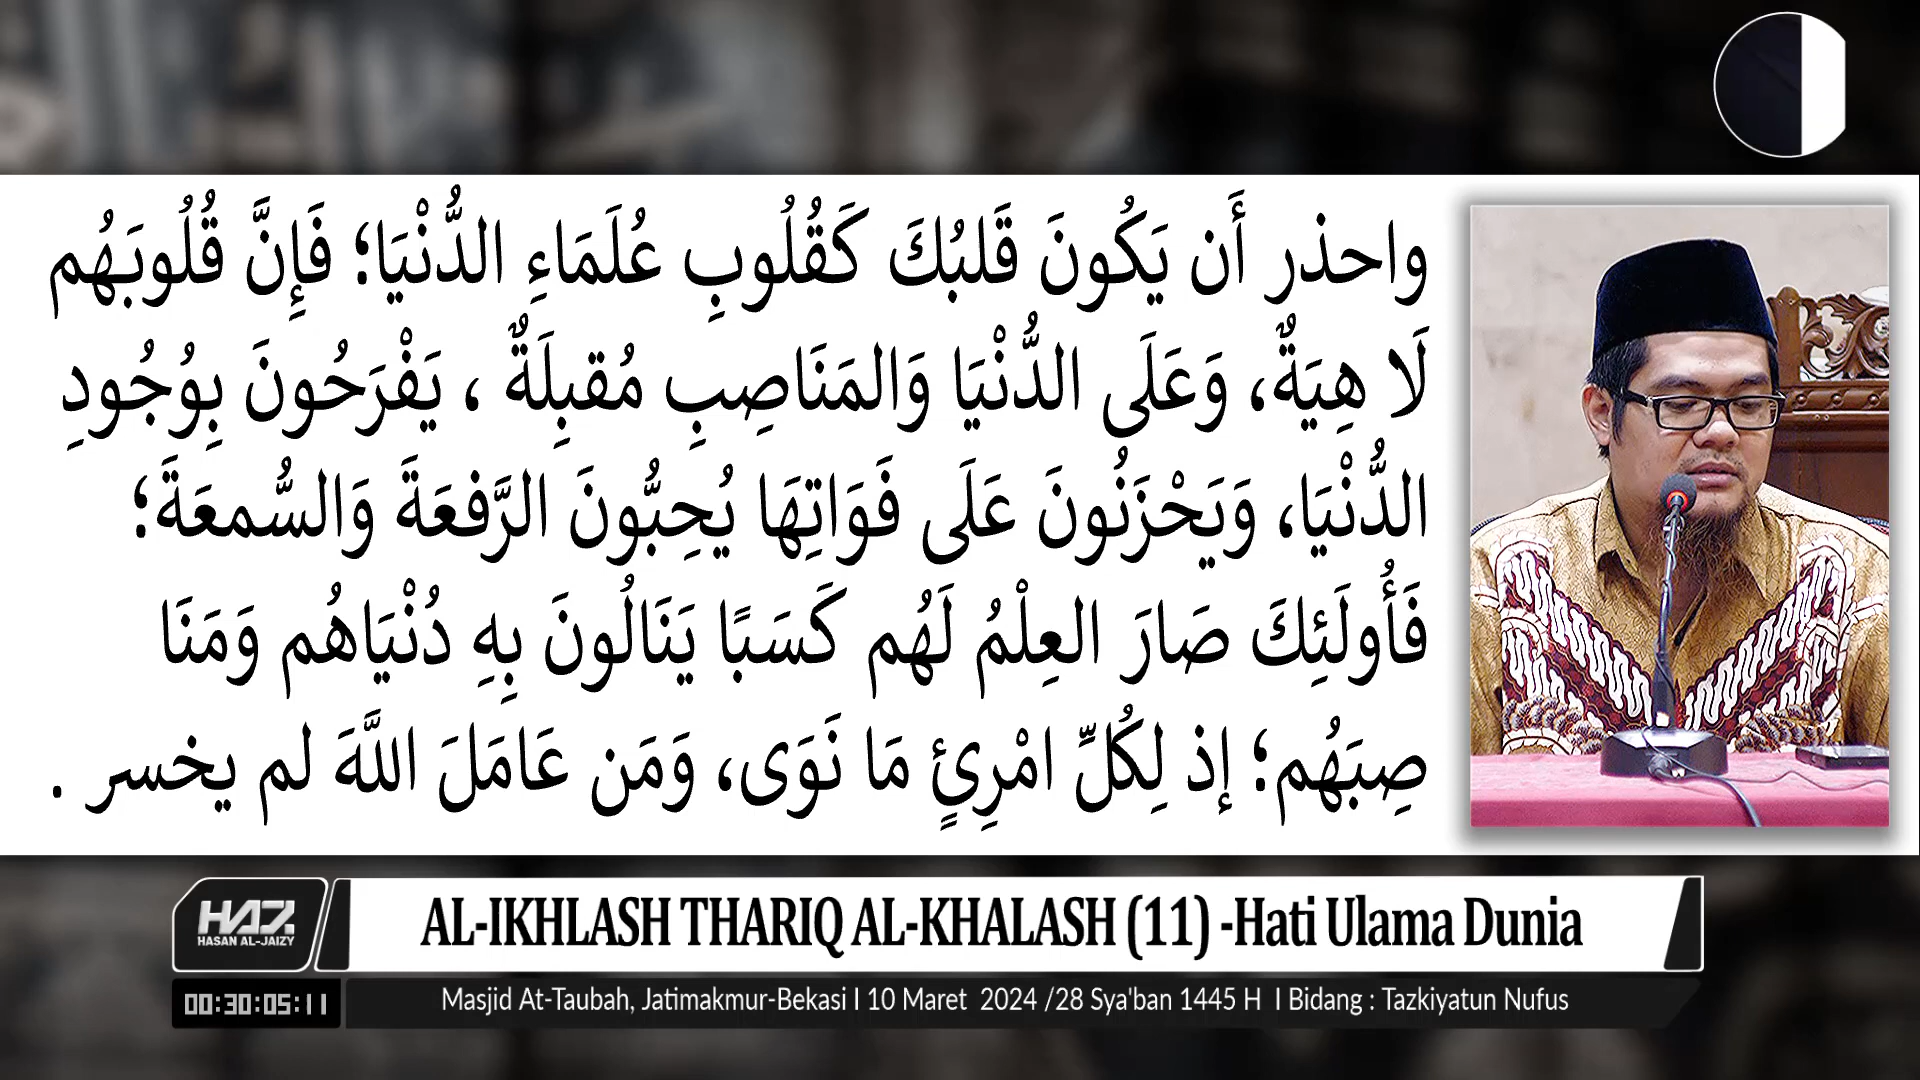 واحذر أَن يَكُونَ قَلبُكَ كَقُلُوبِ عُلَمَاءِ الدُّنْيَا؛ فَإِنَّ قُلُوبَهُم
لَا هِيَةٌ، وَعَلَى الدُّنْيَا وَالمَنَاصِبِ مُقبِلَةٌ ، يَفْرَحُونَ بِوُجُودِ
الدُّنْيَا، وَيَحْزَنُونَ عَلَى فَوَاتِهَا يُحِبُّونَ الرَّفعَةَ وَالسُّمعَةَ؛
فَأُولَئِكَ صَارَ العِلْمُ لَهُم كَسَبًا يَنَالُونَ بِهِ دُنْيَاهُم وَمَنَا
صِبَهُم؛ إذ لِكُلِّ امْرِئٍ مَا نَوَى، وَمَن عَامَلَ اللَّهَ لم يخسر .
HAZ.
HASAN AL-JAIZY
AL-IKHLASH THARIQ AL-KHALASH (11) -Hati Ulama Dunia
00:30:05:11
Masjid At-Taubah, Jatimakmur-Bekasi I 10 Maret 2024 /28 Sya'ban 1445 H I Bidang : Tazkiyatun Nufus